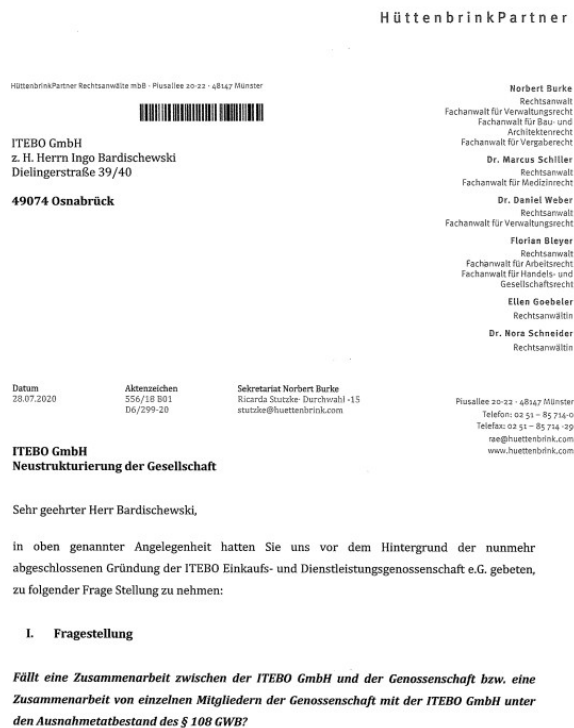 HüttenbrinkPartner
HüttenbrinkPartner Rechtsanwälte mbB - Piusallee 20-22 - 48147 Münster
ITEBO GmbH
z. H. Herrn Ingo Bardischewski
Dielingerstraße 39/40
49074 Osnabrück
Norbert Burke
Rechtsanwalt
Fachanwalt für Verwaltungsrecht
Fachanwalt für Bau- und
Architektenrecht
Fachanwalt für Vergaberecht
Dr. Marcus Schiller
Rechtsanwalt
Fachanwalt für Medizinrecht
Dr. Daniel Weber
Rechtsanwalt
Fachanwalt für Verwaltungsrecht
Florian Bleyer
Rechtsanwalt
Fachanwalt für Arbeitsrecht
Fachanwalt für Handels- und
Gesellschaftsrecht
Ellen Goebeler
Rechtsanwältin
Dr. Nora Schneider
Rechtsanwältin
Datum
28.07.2020
Aktenzeichen
556/18 B01
D6/299-20
Sekretariat Norbert Burke
Ricarda Stutzke- Durchwahl -15
stutzke@huettenbrink.com
Piusallee 20-22 - 48147 Münster
Telefon: 02 51 – 85 714-0
Telefax: 02 51 – 85 714 -29
rae@huettenbrink.com
www.huettenbrink.com
ITEBO GmbH
Neustrukturierung der Gesellschaft
Sehr geehrter Herr Bardischewski,
in oben genannter Angelegenheit hatten Sie uns vor dem Hintergrund der nunmehr
abgeschlossenen Gründung der ITEBO Einkaufs- und Dienstleistungsgenossenschaft e.G. gebeten,
zu folgender Frage Stellung zu nehmen:
I. Fragestellung
Fällt eine Zusammenarbeit zwischen der ITEBO GmbH und der Genossenschaft bzw. eine
Zusammenarbeit von einzelnen Mitgliedern der Genossenschaft mit der ITEBO GmbH unter
den Ausnahmetatbestand des § 108 GWB?